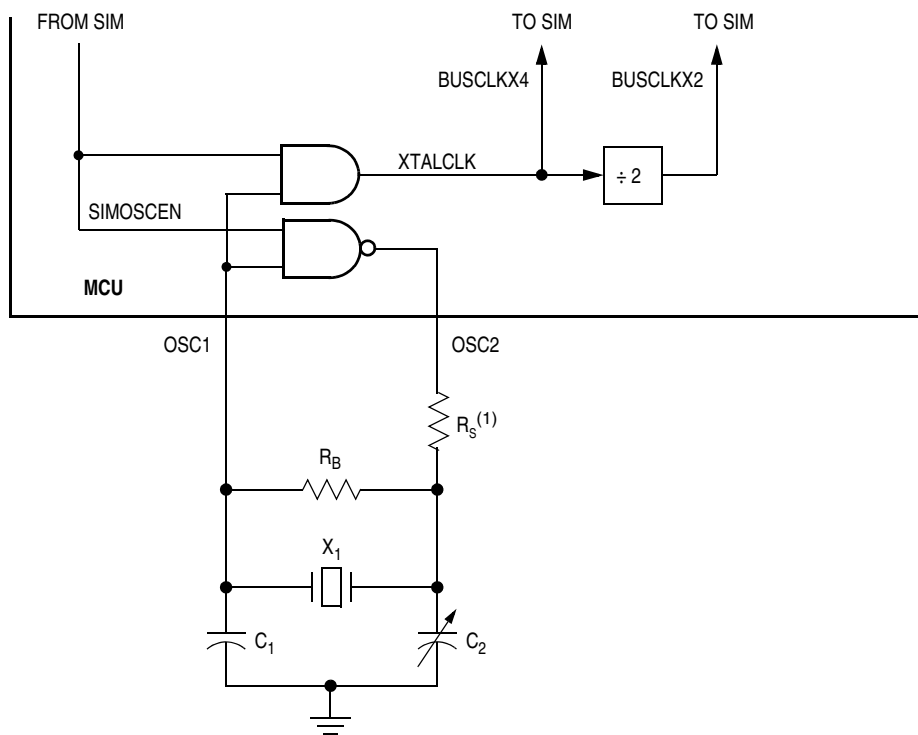 FROM SIM
TO SIM
TO SIM
BUSCLKX4
BUSCLKX2
XTALCLK
÷ 2
SIMOSCEN
MCU
OSC1
OSC2
RS(1)
RB
X1
C1
C2